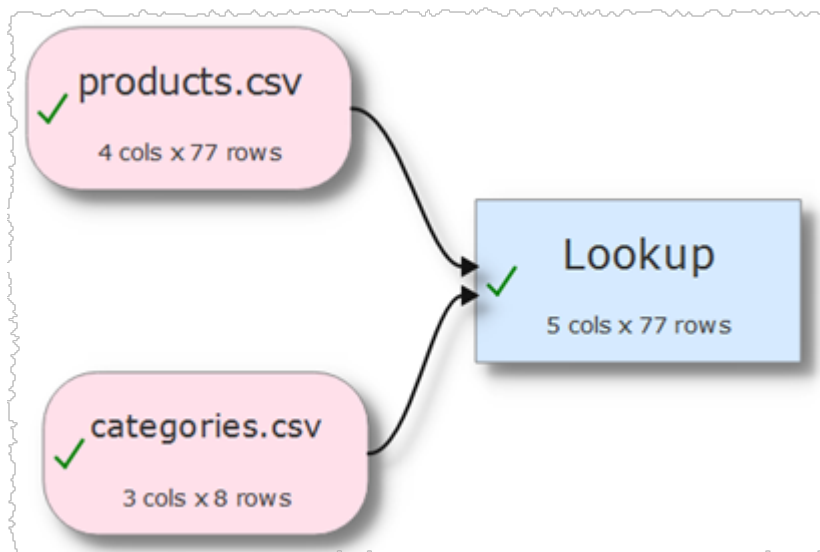 products.csv
4 cols x 77 rows
Lookup
5 cols x 77 rows
categories.csv
3 cols x 8 rows